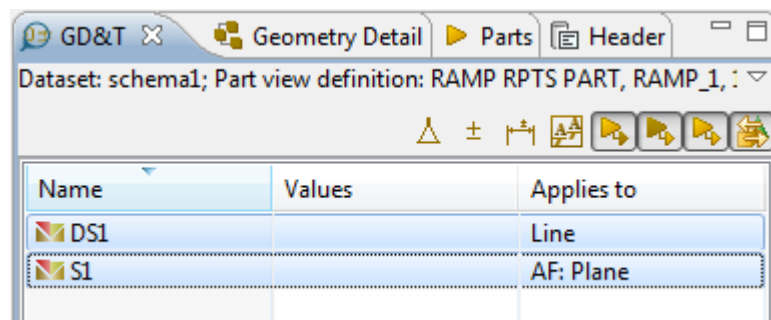 GD&T Geometry Detail Parts Header
Dataset: schema1; Part view definition: RAMP RPTS PART, RAMP_1,
Name Values Applies to
DS1 Line
S1 AF: Plane